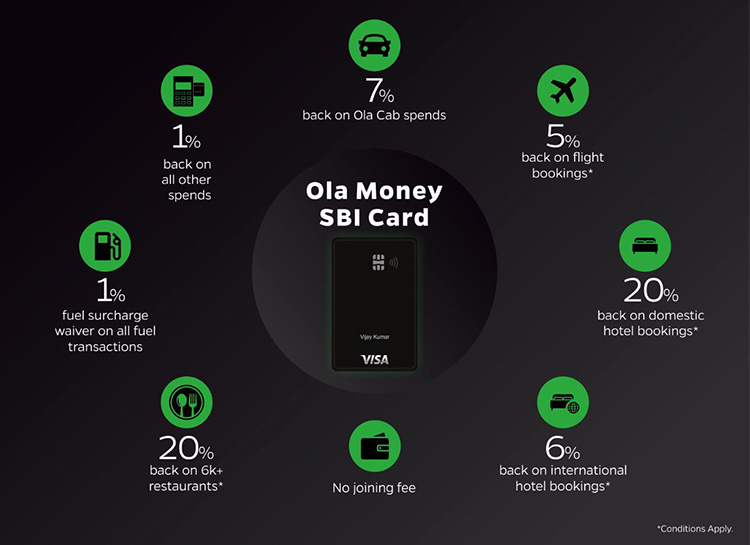 7%
back on Ola Cab spends
5%
back on flight
bookings*
20%
back on domestic
hotel bookings*
6%
back on international
hotel bookings*
No joining fee
20%
back on 6k+
restaurants*
1%
fuel surcharge
waiver on all fuel
transactions
1%
back on
all other
spends
Ola Money
SBI Card
Vijay Kumar
VISA
*Conditions Apply.